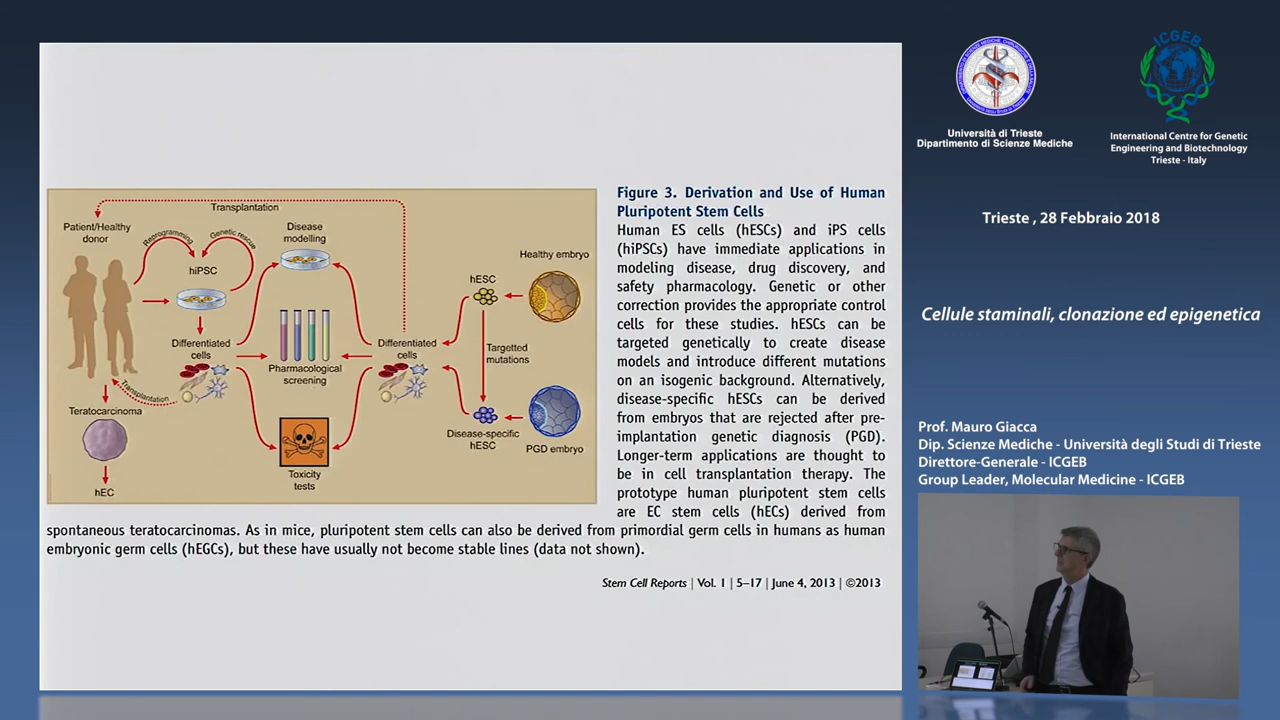 Transplantation
Patient/Healthy
donor
Reprogramming
Genetic rescue
hiPSC
Disease
modelling
Healthy embryo
hESC
Differentiated
cells
Pharmacological
screening
Differentiated
cells
Targetted
mutations
Transplantation
Teratocarcinoma
hEC
Toxicity
tests
Disease-specific
hESC
PGD embryo
Figure 3. Derivation and Use of Human
Pluripotent Stem Cells
Human ES cells (hESCs) and iPS cells
(hiPSCs) have immediate applications in
modeling disease, drug discovery, and
safety pharmacology. Genetic or other
correction provides the appropriate control
cells for these studies. hESCs can be
targeted genetically to create disease
models and introduce different mutations
on an isogenic background. Alternatively,
disease-specific hESCs can be derived
from embryos that are rejected after pre-
implantation genetic diagnosis (PGD).
Longer-term applications are thought to
be in cell transplantation therapy. The
prototype human pluripotent stem cells
are EC stem cells (hECs) derived from
spontaneous teratocarcinomas. As in mice, pluripotent stem cells can also be derived from primordial germ cells in humans as human
embryonic germ cells (hEGCs), but these have usually not become stable lines (data not shown).
Stem Cell Reports | Vol. 1 | 5–17 | June 4, 2013 | ©2013
Università di Trieste
Dipartimento di Scienze Mediche
ICGEB
International Centre for Genetic
Engineering and Biotechnology
Trieste - Italy
Trieste , 28 Febbraio 2018
Cellule staminali, clonazione ed epigenetica
Prof. Mauro Giacca
Dip. Scienze Mediche - Università degli Studi di Trieste
Direttore-Generale - ICGEB
Group Leader, Molecular Medicine - ICGEB